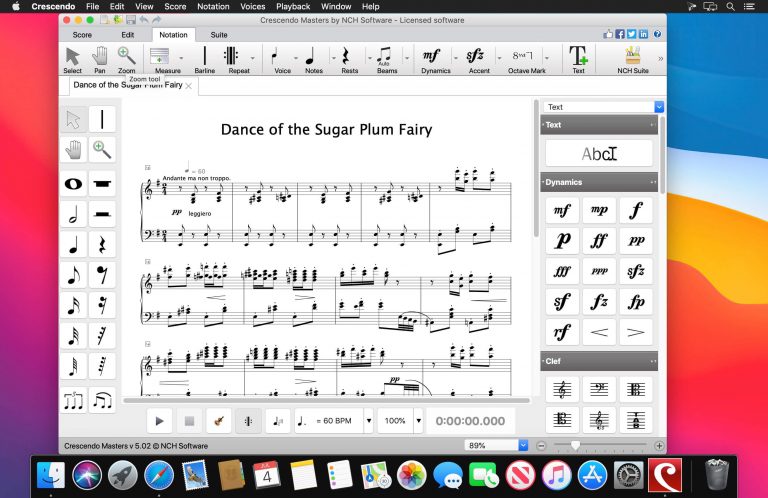 Crescendo File Edit View Score Notation Voices Playback Window Help
Crescendo Masters by NCH Software - Licensed software
Score Edit Notation Suite
Select Pan Zoom Measure Barline Repeat Voice Notes Rests Auto Beams Dynamics Accent Octave Mark Text NCH Suite
Zoom tool
Dance of the Sugar Plum Fairy
Text
Text
Abc
Dynamics
mf mp f
p ff pp
fff ppp sfz
sf fz fp
rf
Clef
Dance of the Sugar Plum Fairy
= 60
Andante ma non troppo.
pp leggiero
pp
= 60 BPM 100% 0:00:00.000
Crescendo Masters v 5.02 © NCH Software 89%
JUL
4